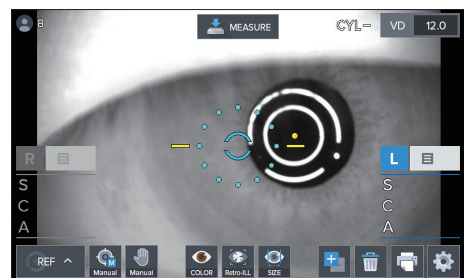 8
MEASURE
CYL-
VD 12.0
R
L
S
C
A
S
C
A
REF
M
Manual
Manual
COLOR
Retro-ILL
SIZE